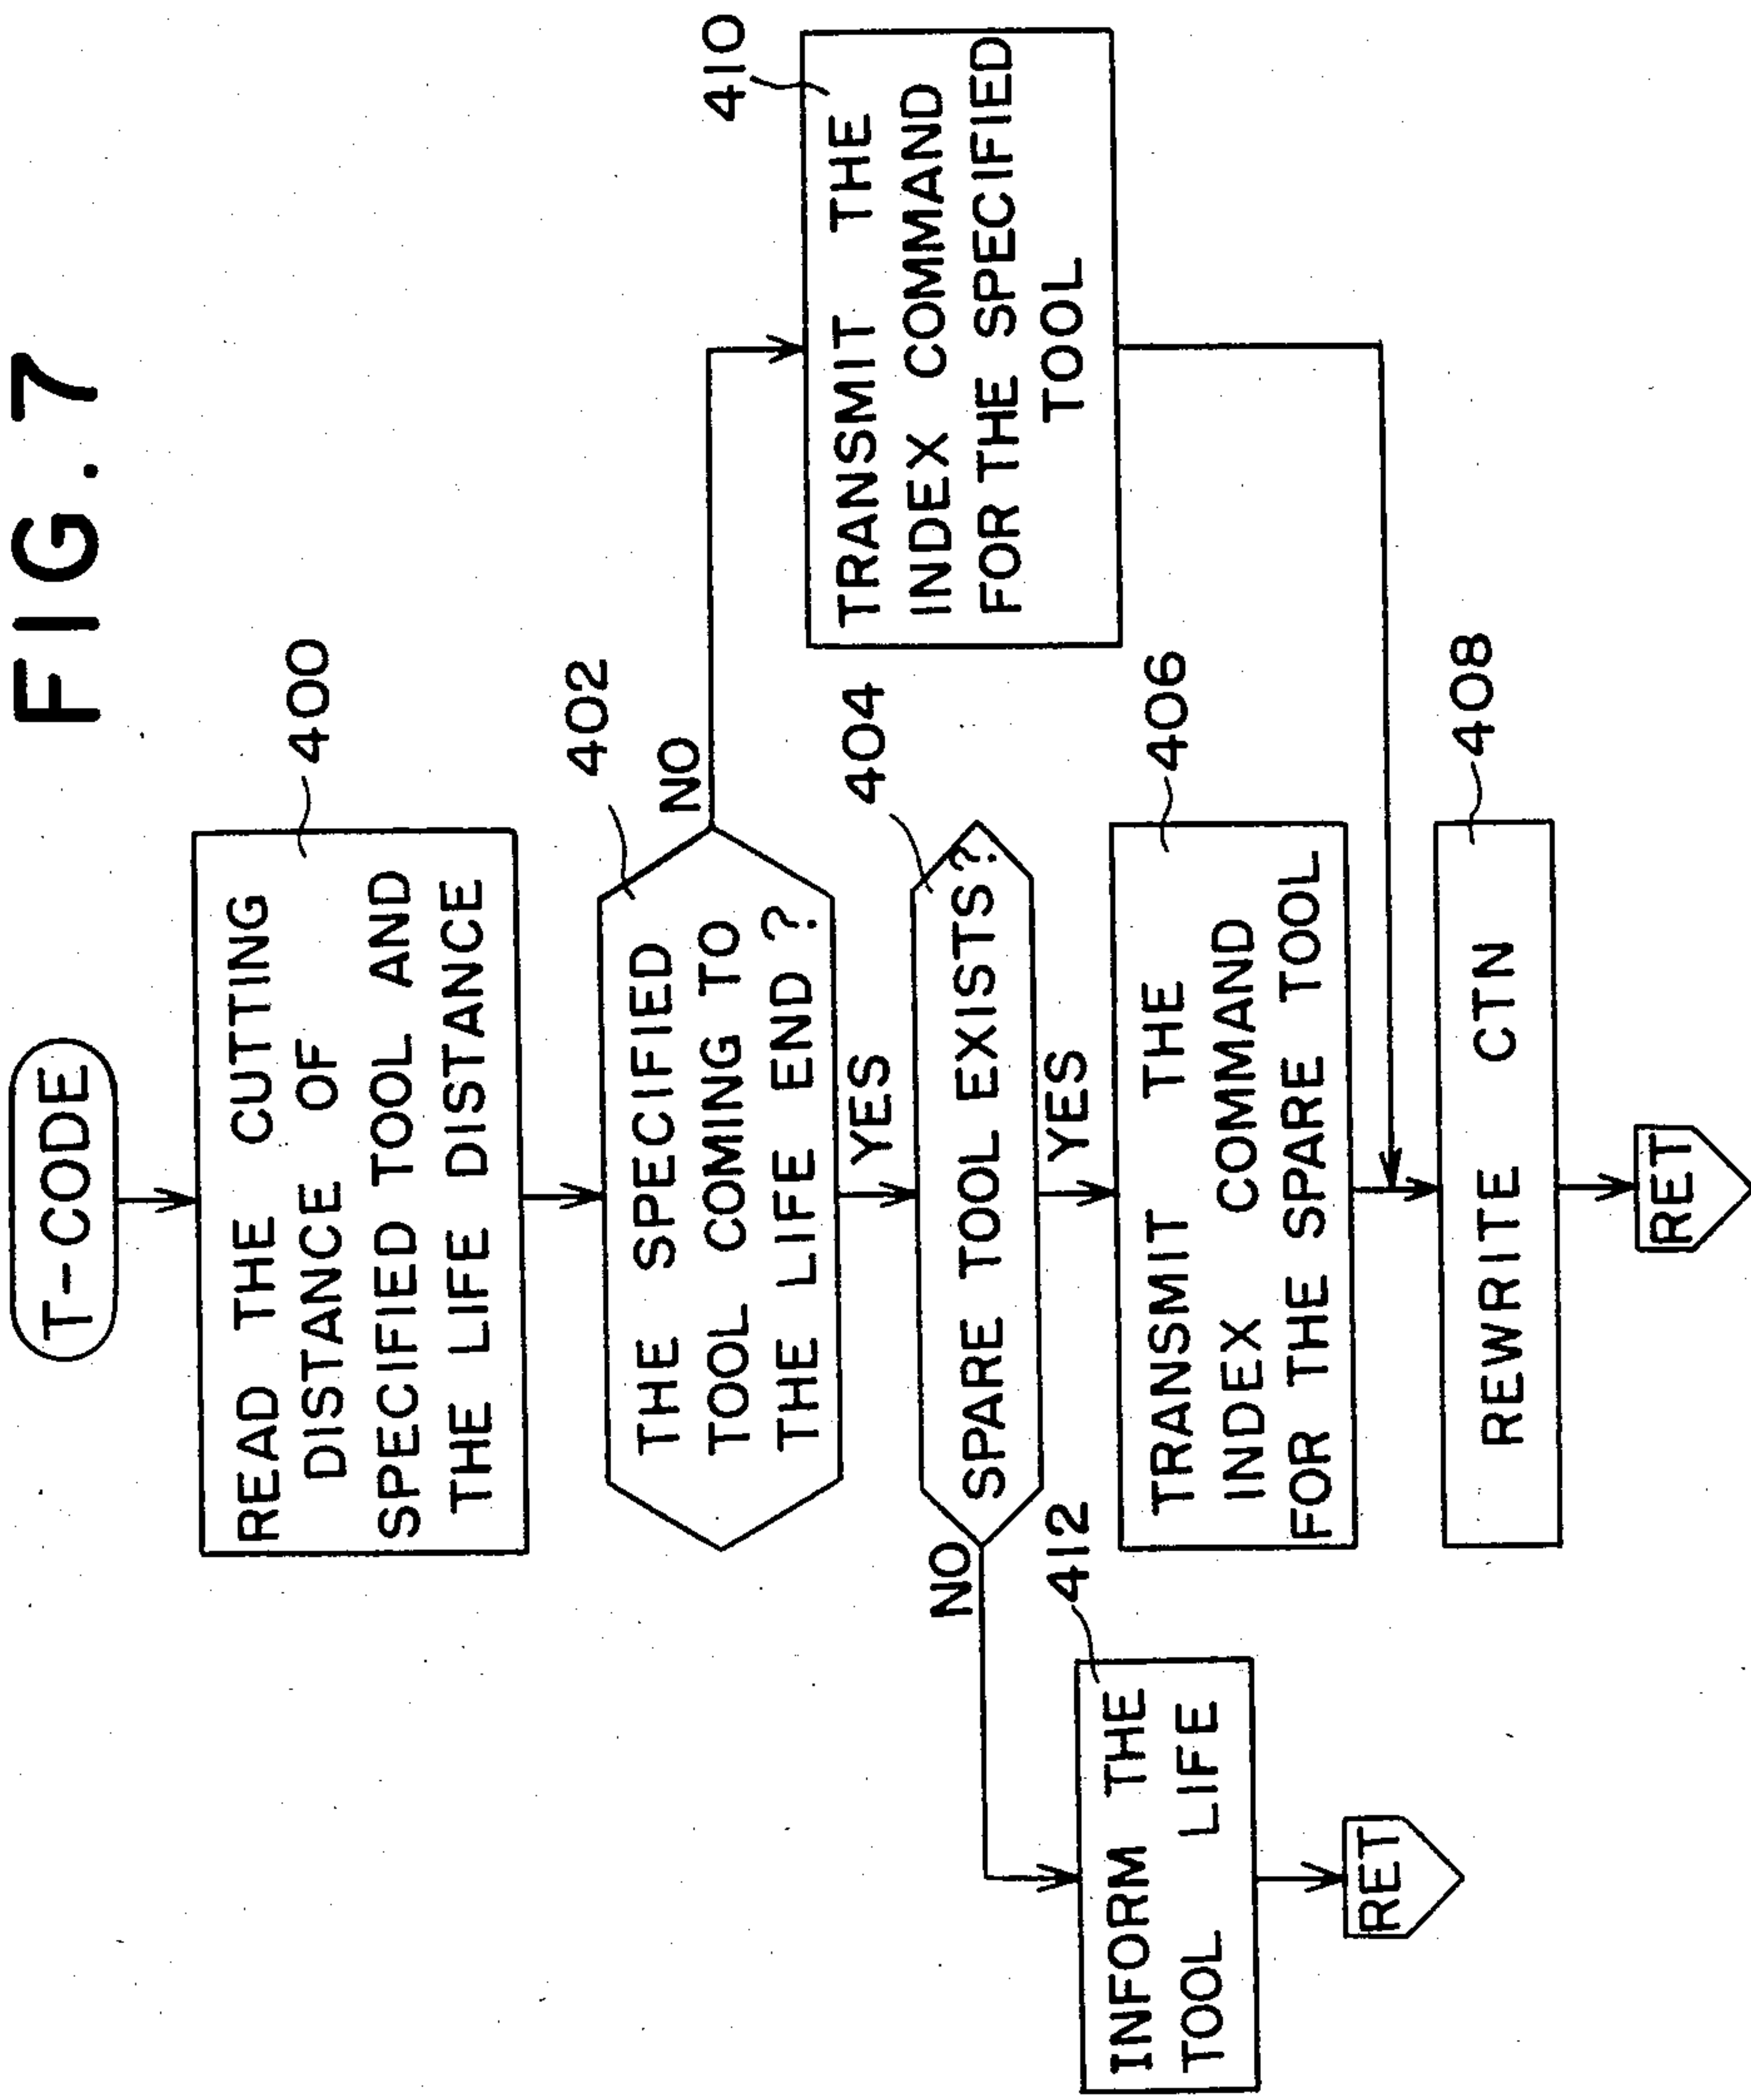 FIG. 7
T-CODE
READ THE CUTTING
DISTANCE OF
SPECIFIED TOOL AND
THE LIFE DISTANCE
400
THE SPECIFIED
TOOL COMING TO
THE LIFE END ?
402
NO
YES
TRANSMIT THE
INDEX COMMAND
FOR THE SPECIFIED
TOOL
410
SPARE TOOL EXISTS?
404
NO
YES
INFORM THE
TOOL LIFE
412
RET
TRANSMIT THE
INDEX COMMAND
FOR THE SPARE TOOL
406
REWRITE CTN
408
RET